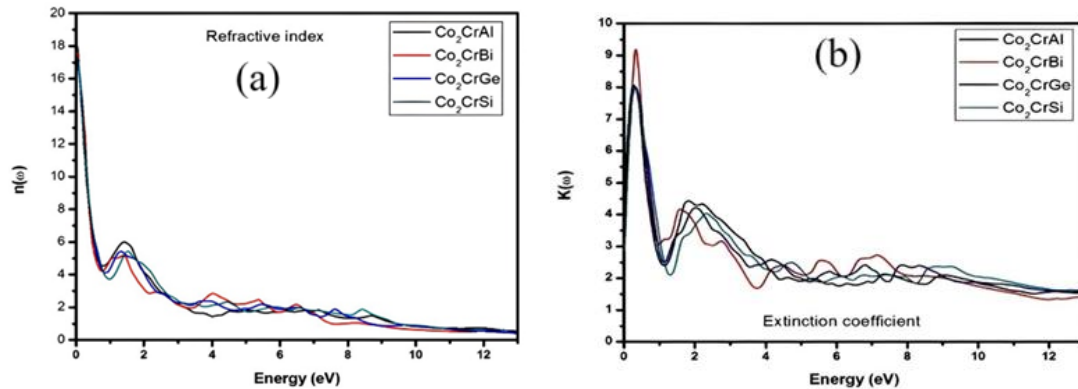 Refractive index
(a)
Co₂CrAl
Co₂CrBi
Co₂CrGe
Co₂CrSi
n(ω)
20
18
16
14
12
10
8
6
4
2
0
0 2 4 6 8 10 12
Energy (eV)
(b)
Co₂CrAl
Co₂CrBi
Co₂CrGe
Co₂CrSi
Extinction coefficient
K(ω)
10
9
8
7
6
5
4
3
2
1
0
0 2 4 6 8 10 12
Energy (eV)